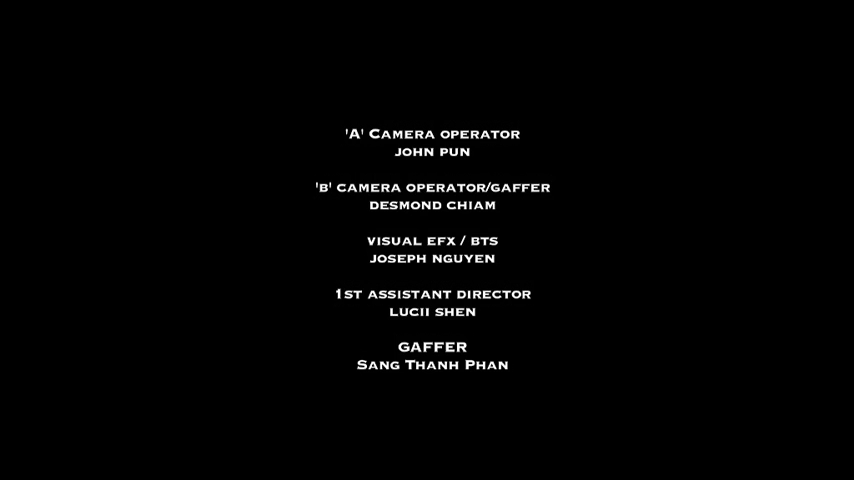 'A' CAMERA OPERATOR
JOHN PUN
'B' CAMERA OPERATOR/GAFFER
DESMOND CHIAM
VISUAL EFX / BTS
JOSEPH NGUYEN
1ST ASSISTANT DIRECTOR
LUCII SHEN
GAFFER
SANG THANH PHAN